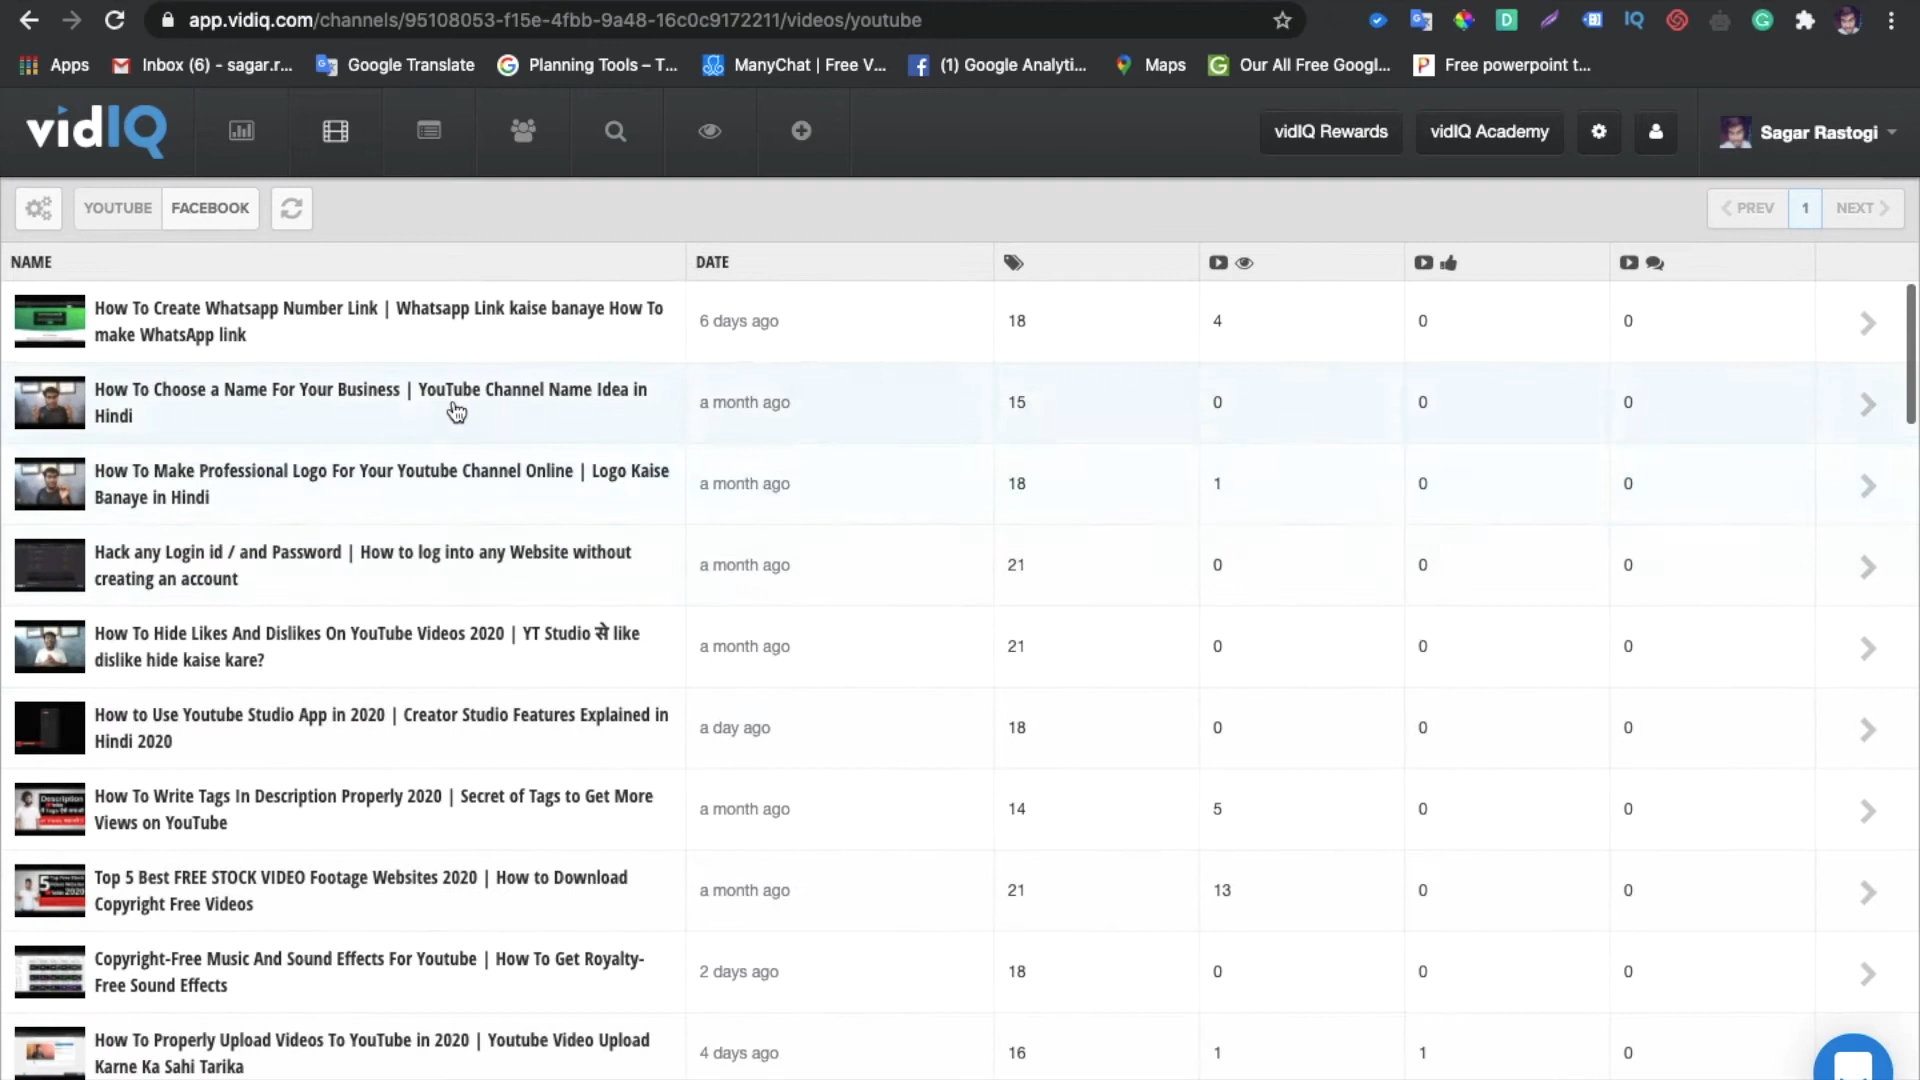 app.vidiq.com/channels/95108053-f15e-4fbb-9a48-16c0c9172211/videos/youtube
Apps Inbox (6) - sagar.r... Google Translate Planning Tools – T... ManyChat | Free V... (1) Google Analyti... Maps Our All Free Googl... Free powerpoint t...
vidIQ vidIQ Rewards vidIQ Academy Sagar Rastogi
YOUTUBE FACEBOOK PREV 1 NEXT
NAME DATE
How To Create Whatsapp Number Link | Whatsapp Link kaise banaye How To
make WhatsApp link
6 days ago 18 4 0 0
How To Choose a Name For Your Business | YouTube Channel Name Idea in
Hindi
a month ago 15 0 0 0
How To Make Professional Logo For Your Youtube Channel Online | Logo Kaise
Banaye in Hindi
a month ago 18 1 0 0
Hack any Login id / and Password | How to log into any Website without
creating an account
a month ago 21 0 0 0
How To Hide Likes And Dislikes On YouTube Videos 2020 | YT Studio से like
dislike hide kaise kare?
a month ago 21 0 0 0
How to Use Youtube Studio App in 2020 | Creator Studio Features Explained in
Hindi 2020
a day ago 18 0 0 0
How To Write Tags In Description Properly 2020 | Secret of Tags to Get More
Views on YouTube
a month ago 14 5 0 0
Top 5 Best FREE STOCK VIDEO Footage Websites 2020 | How to Download
Copyright Free Videos
a month ago 21 13 0 0
Copyright-Free Music And Sound Effects For Youtube | How To Get Royalty-
Free Sound Effects
2 days ago 18 0 0 0
How To Properly Upload Videos To YouTube in 2020 | Youtube Video Upload
Karne Ka Sahi Tarika
4 days ago 16 1 1 0